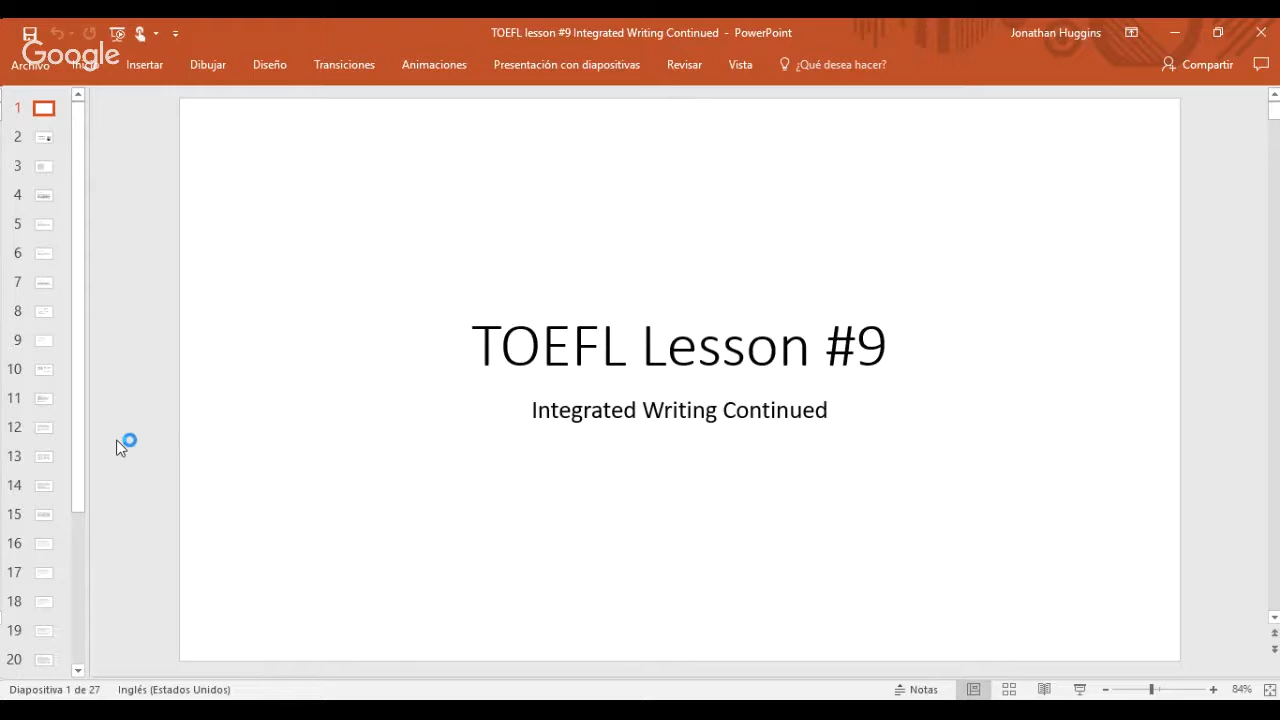 TOEFL lesson #9 Integrated Writing Continued - PowerPoint
Jonathan Huggins
Google
Archivo Inicio Insertar Dibujar Diseño Transiciones Animaciones Presentación con diapositivas Revisar Vista ¿Qué desea hacer? Compartir
1
2
3
4
5
6
7
8
9
10
11
12
13
14
15
16
17
18
19
20
TOEFL Lesson #9
Integrated Writing Continued
Diapositiva 1 de 27 Inglés (Estados Unidos) Notas 84%